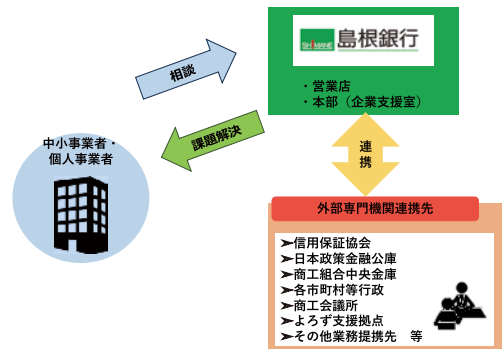 SHIMANE 島根銀行
・営業店
・本部（企業支援室）
相談
課題解決
中小事業者・
個人事業者
連
携
外部専門機関連携先
➢信用保証協会
➢日本政策金融公庫
➢商工組合中央金庫
➢各市町村等行政
➢商工会議所
➢よろず支援拠点
➢その他業務提携先　等